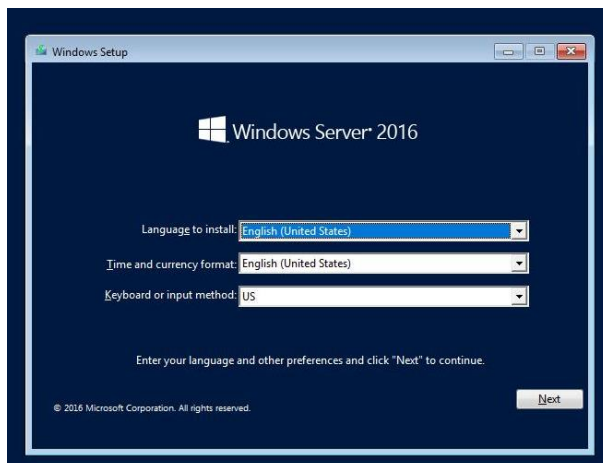 Windows Setup
Windows Server 2016
Language to install: English (United States)
Time and currency format: English (United States)
Keyboard or input method: US
Enter your language and other preferences and click "Next" to continue.
© 2016 Microsoft Corporation. All rights reserved.
Next